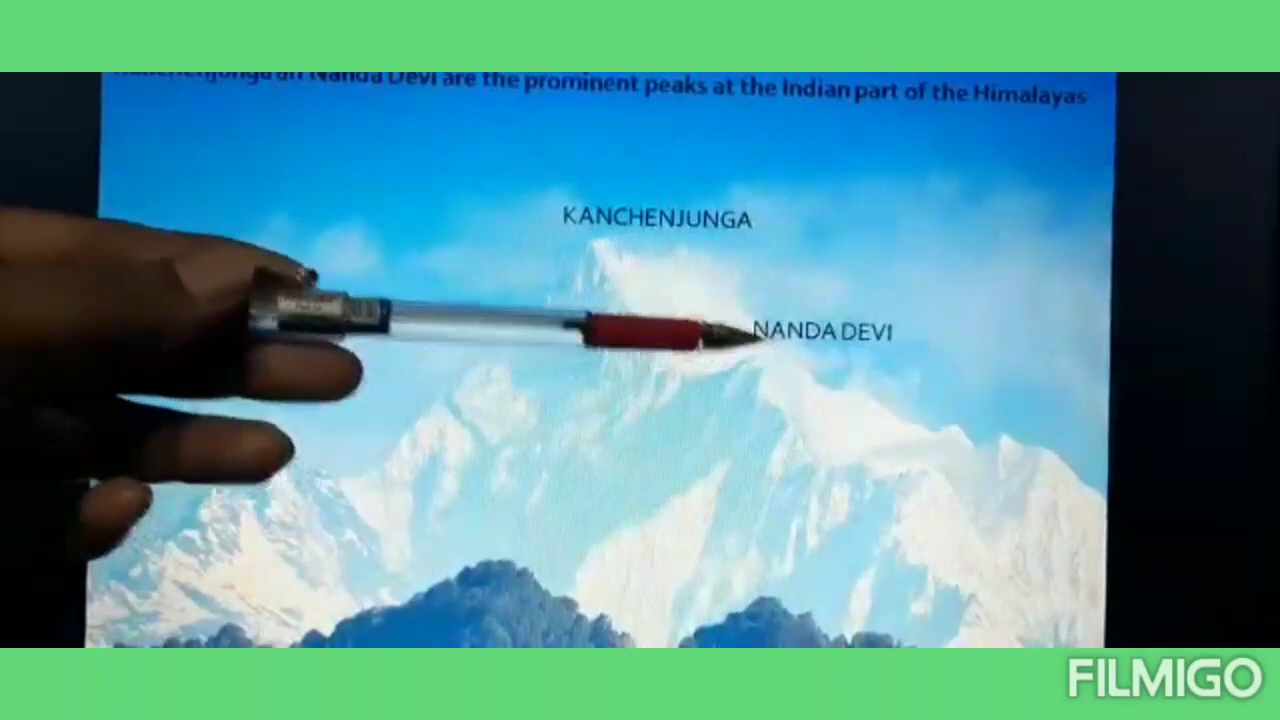 Nanda Devi are the prominent peaks at the Indian part of the Himalayas
KANCHENJUNGA
NANDA DEVI
FILMIGO